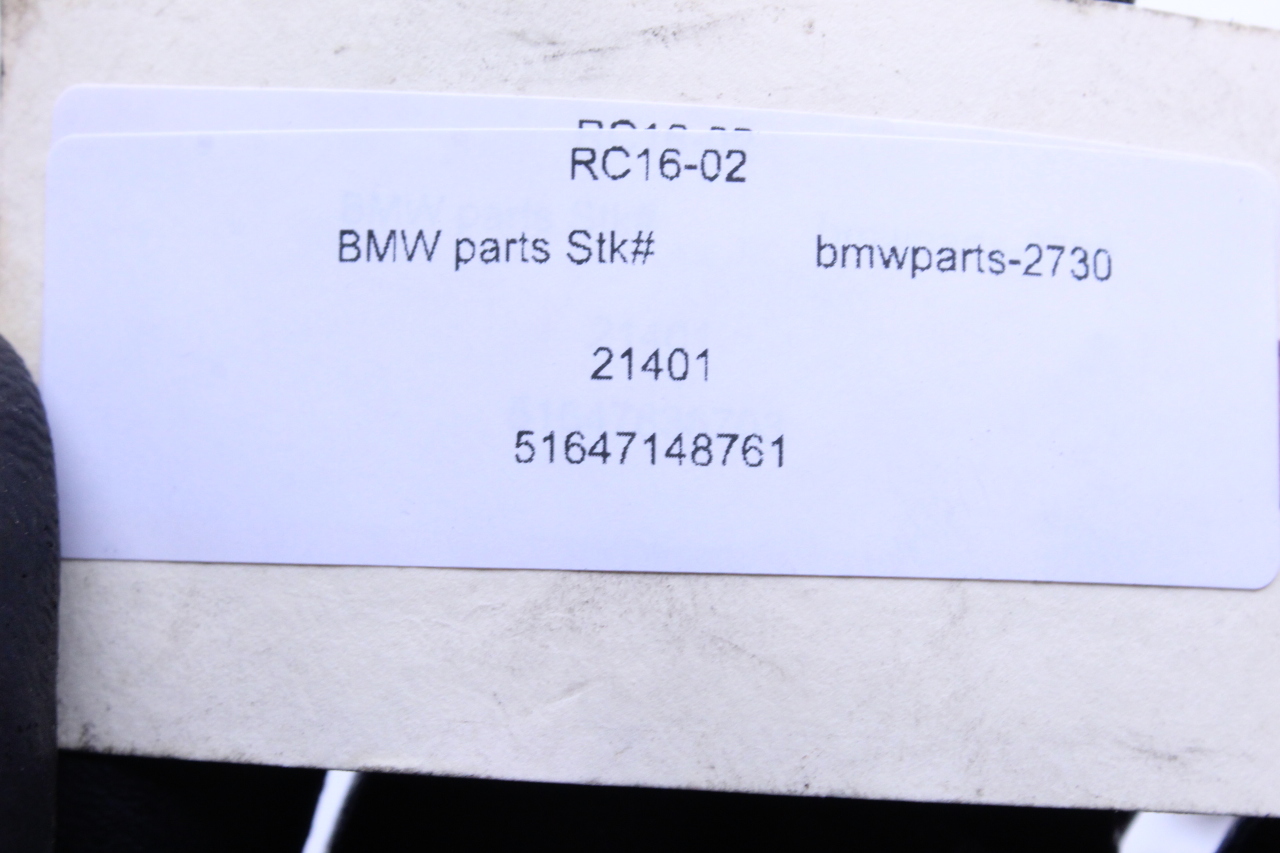 RC16-02
BMW parts Stk# bmwparts-2730
21401
51647148761